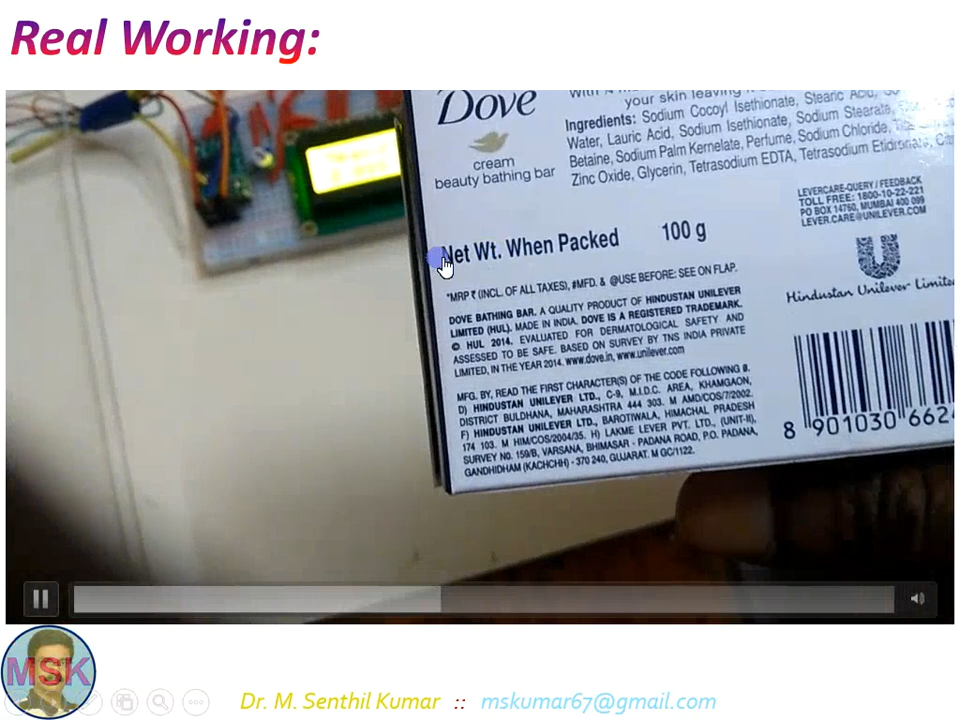 Real Working:
Dove
cream
beauty bathing bar
your skin leaving it
Ingredients: Sodium Cocoyl Isethionate, Stearic Acid,
Water, Lauric Acid, Sodium Isethionate, Sodium Stearate,
Betaine, Sodium Palm Kernelate, Perfume, Sodium Chloride,
Zinc Oxide, Glycerin, Tetrasodium EDTA, Tetrasodium Etidronate,
LEVERCARE-QUERY / FEEDBACK
TOLL FREE: 1800-10-22-221
PO BOX 14760, MUMBAI 400 099
LEVER.CARE@UNILEVER.COM
Net Wt. When Packed 100 g
Hindustan Unilever Limite
*MRP ₹ (INCL. OF ALL TAXES), #MFD. & @USE BEFORE: SEE ON FLAP.
DOVE BATHING BAR. A QUALITY PRODUCT OF HINDUSTAN UNILEVER
LIMITED (HUL). MADE IN INDIA. DOVE IS A REGISTERED TRADEMARK.
© HUL 2014. EVALUATED FOR DERMATOLOGICAL SAFETY AND
ASSESSED TO BE SAFE. BASED ON SURVEY BY TNS INDIA PRIVATE
LIMITED, IN THE YEAR 2014. www.dove.in, www.unilever.com
MFG. BY, READ THE FIRST CHARACTER(S) OF THE CODE FOLLOWING #.
D) HINDUSTAN UNILEVER LTD., C-9, M.I.D.C. AREA, KHAMGAON,
DISTRICT BULDHANA, MAHARASHTRA 444 303. M AMD/COS/7/2002.
F) HINDUSTAN UNILEVER LTD., BAROTIWALA, HIMACHAL PRADESH
174 103. M HIM/COS/2004/35. H) LAKME LEVER PVT. LTD., (UNIT-II),
SURVEY NO. 159/B, VARSANA, BHIMASAR - PADANA ROAD, P.O. PADANA,
GANDHIDHAM (KACHCHH) - 370 240, GUJARAT. M GC/1122.
8 901030 662
MSK
Dr. M. Senthil Kumar :: mskumar67@gmail.com